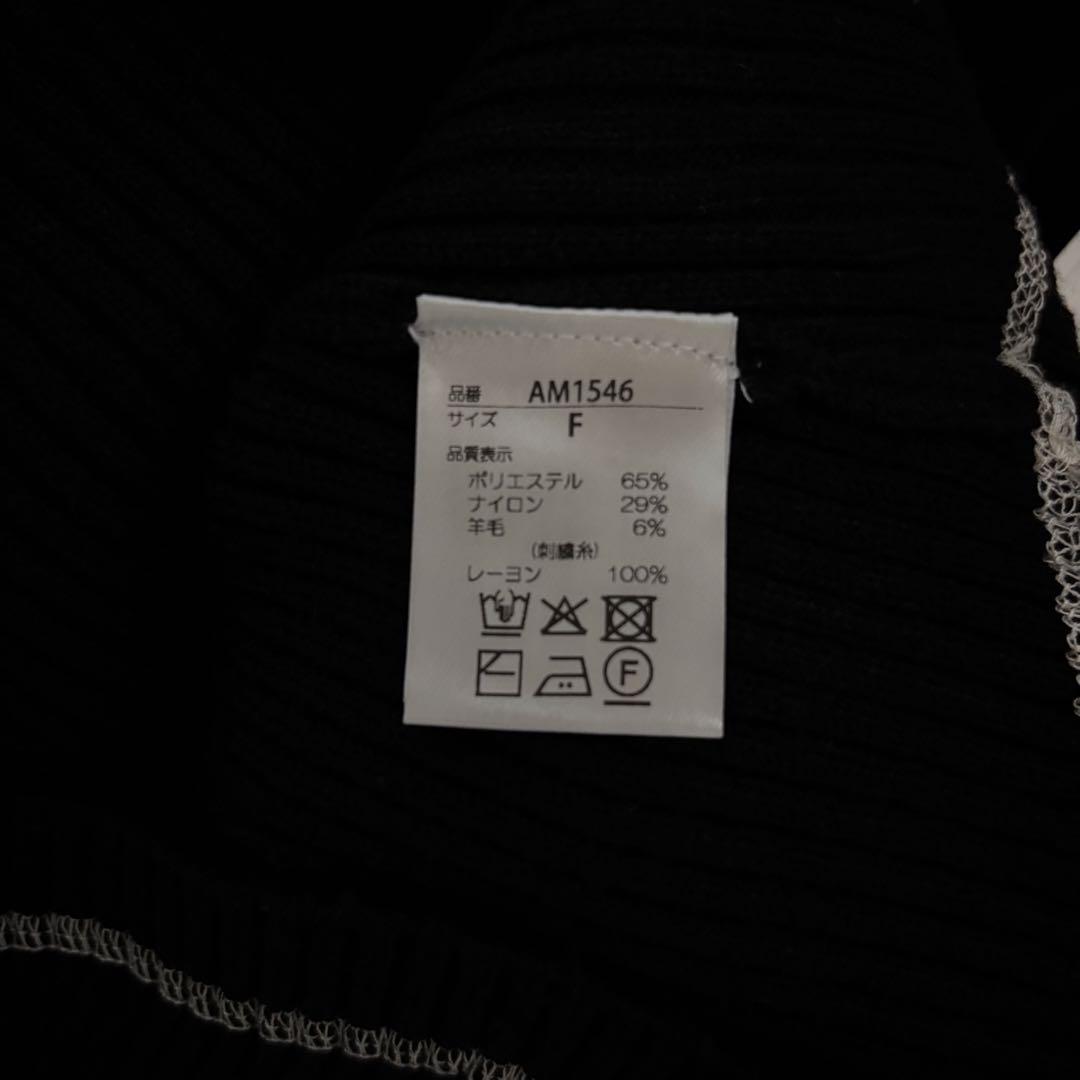 品番 AM1546
サイズ F
品質表示
ポリエステル 65%
ナイロン 29%
羊毛 6%
(刺繍糸)
レーヨン 100%
F